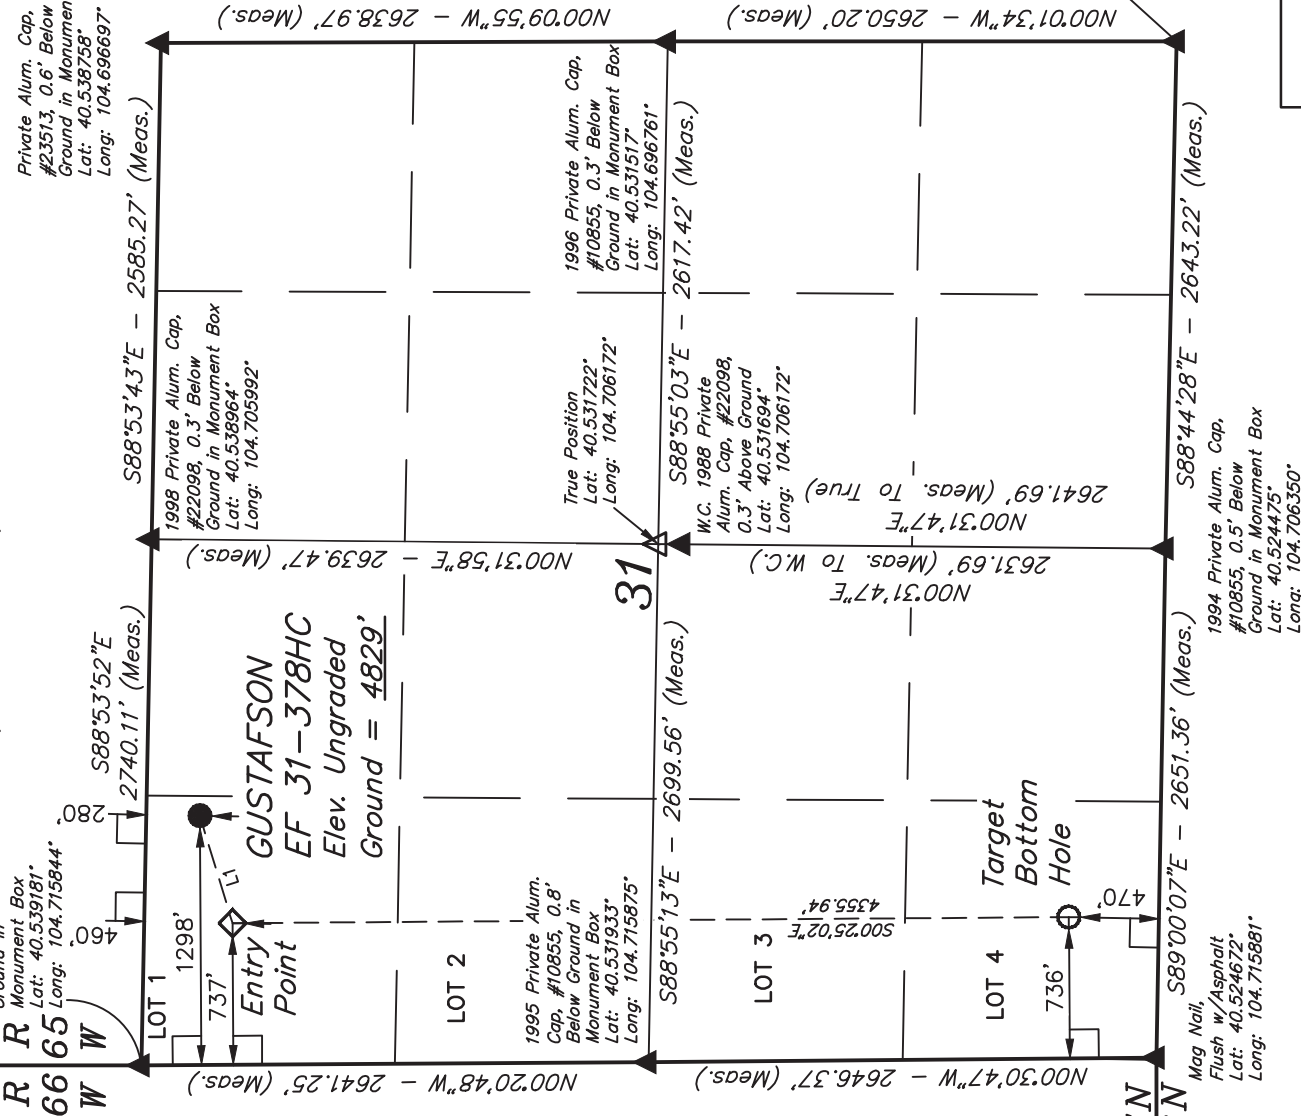 Private Alum. Cap,
#23513, 0.6' Below
Ground in Monumen
Lat: 40.538758°
Long: 104.696697°
N00°09'55"W - 2638.97' (Meas.)
N00°01'34"W - 2650.20' (Meas.)
S88°53'43"E - 2585.27' (Meas.)
1998 Private Alum. Cap,
#22098, 0.3' Below
Ground in Monument Box
Lat: 40.538964°
Long: 104.705992°
1996 Private Alum. Cap,
#10855, 0.3' Below
Ground in Monument Box
Lat: 40.531517°
Long: 104.696761°
S88°55'03"E - 2617.42' (Meas.)
True Position
Lat: 40.531722°
Long: 104.706172°
W.C. 1988 Private
Alum. Cap, #22098,
0.3' Above Ground
Lat: 40.531694°
Long: 104.706172°
S88°44'28"E - 2643.22' (Meas.)
1994 Private Alum. Cap,
#10855, 0.5' Below
Ground in Monument Box
Lat: 40.524475°
Long: 104.706350°
N00°31'47"E
2641.69' (Meas. To True)
N00°31'47"E
2631.69' (Meas. To W.C.)
N00°31'58"E - 2639.47' (Meas.)
31
S88°53'52"E
2740.11' (Meas.)
GUSTAFSON
EF 31-378HC
Elev. Ungraded
Ground = 4829'
280'
460'
1298'
737'
L1
Entry
Point
Monument Box
Lat: 40.539181°
Long: 104.715844°
R R
66 65
W W
LOT 1
LOT 2
1995 Private Alum.
Cap, #10855, 0.8'
Below Ground in
Monument Box
Lat: 40.531933°
Long: 104.715875°
S88°55'13"E - 2699.56' (Meas.)
LOT 3
S00°25'02"E
4355.94'
LOT 4
Target
Bottom
Hole
736'
470'
S89°00'07"E - 2651.36' (Meas.)
Mag Nail,
Flush w/Asphalt
Lat: 40.524672°
Long: 104.715881°
N00°20'48"W - 2641.25' (Meas.)
N00°30'47"W - 2646.37' (Meas.)
N
N